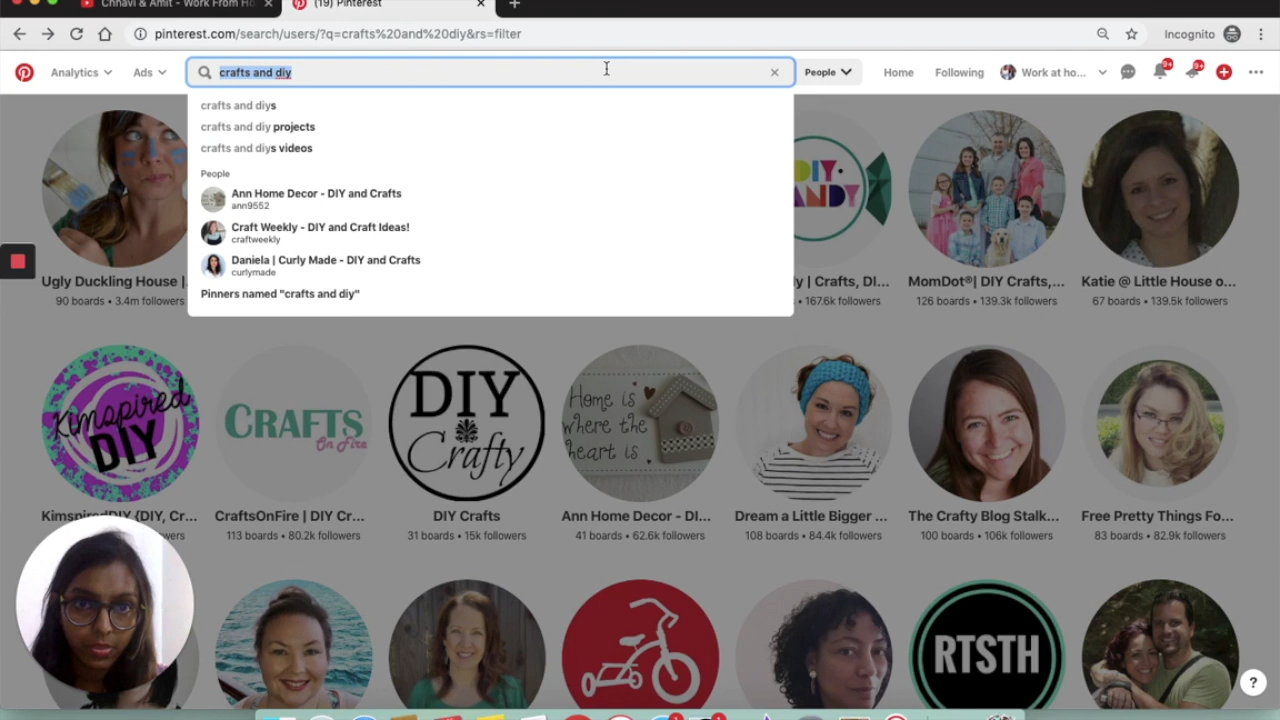 Chhavi & Amit - Work From Ho
(19) Pinterest
pinterest.com/search/users/?q=crafts%20and%20diy&rs=filter
Incognito
Analytics
Ads
crafts and diy
People
Home
Following
Work at ho...
9+
9+
crafts and diys
crafts and diy projects
crafts and diys videos
People
Ann Home Decor - DIY and Crafts
ann9552
Craft Weekly - DIY and Craft Ideas!
craftweekly
Daniela | Curly Made - DIY and Crafts
curlymade
Pinners named "crafts and diy"
DIY
Ugly Duckling House |
90 boards • 3.4m followers
| Crafts, DI...
• 167.6k followers
MomDot®| DIY Crafts,...
126 boards • 139.3k followers
Katie @ Little House o...
67 boards • 139.5k followers
Kimspired
DIY
CRAFTS
On Fire
DIY
Crafty
Home is
where the
heart is
KimspiredDIY {DIY, Cr...
CraftsOnFire | DIY Cr...
113 boards • 80.2k followers
DIY Crafts
31 boards • 15k followers
Ann Home Decor - DI...
41 boards • 62.6k followers
Dream a Little Bigger ...
108 boards • 84.4k followers
The Crafty Blog Stalk...
100 boards • 106k followers
Free Pretty Things Fo...
83 boards • 82.9k followers
RTSTH
?